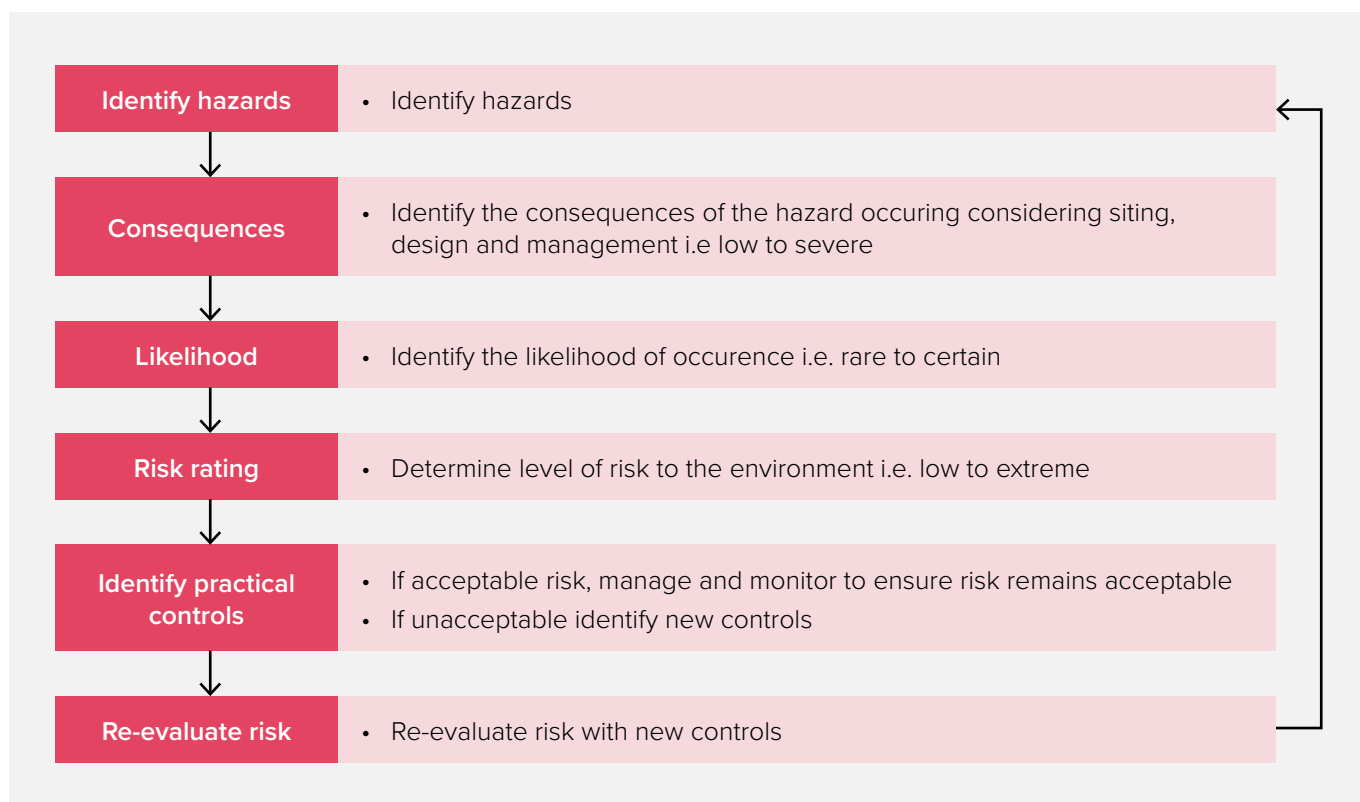 Identify hazards
• Identify hazards
Consequences
• Identify the consequences of the hazard occuring considering siting,
design and management i.e low to severe
Likelihood
• Identify the likelihood of occurence i.e. rare to certain
Risk rating
• Determine level of risk to the environment i.e. low to extreme
Identify practical
controls
• If acceptable risk, manage and monitor to ensure risk remains acceptable
• If unacceptable identify new controls
Re-evaluate risk
• Re-evaluate risk with new controls